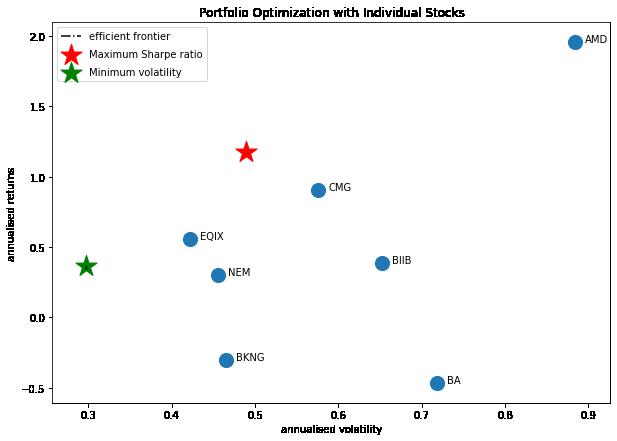 Portfolio Optimization with Individual Stocks
efficient frontier
Maximum Sharpe ratio
Minimum volatility
AMD
CMG
EQIX
BIIB
NEM
BKNG
BA
annualised returns
2.0
1.5
1.0
0.5
0.0
−0.5
0.3 0.4 0.5 0.6 0.7 0.8 0.9
annualised volatility